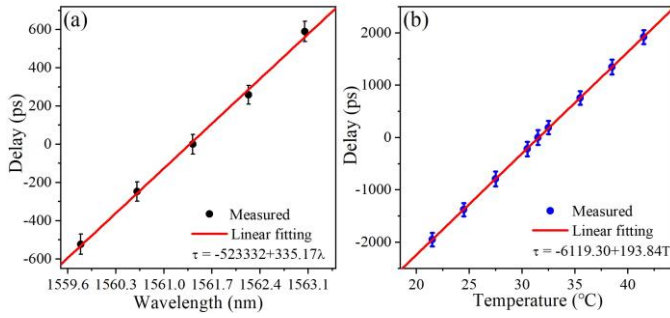 (a)
600
400
200
0
-200
-400
-600
Delay (ps)
Measured
Linear fitting
τ = -523332+335.17λ
1559.6 1560.3 1561.0 1561.7 1562.4 1563.1
Wavelength (nm)
(b)
2000
1000
0
-1000
-2000
Delay (ps)
Measured
Linear fitting
τ = -6119.30+193.84T
20 25 30 35 40
Temperature (°C)